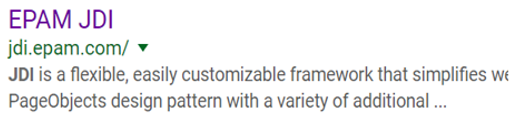 EPAM JDI
jdi.epam.com/
JDI is a flexible, easily customizable framework that simplifies
PageObjects design pattern with a variety of additional ...